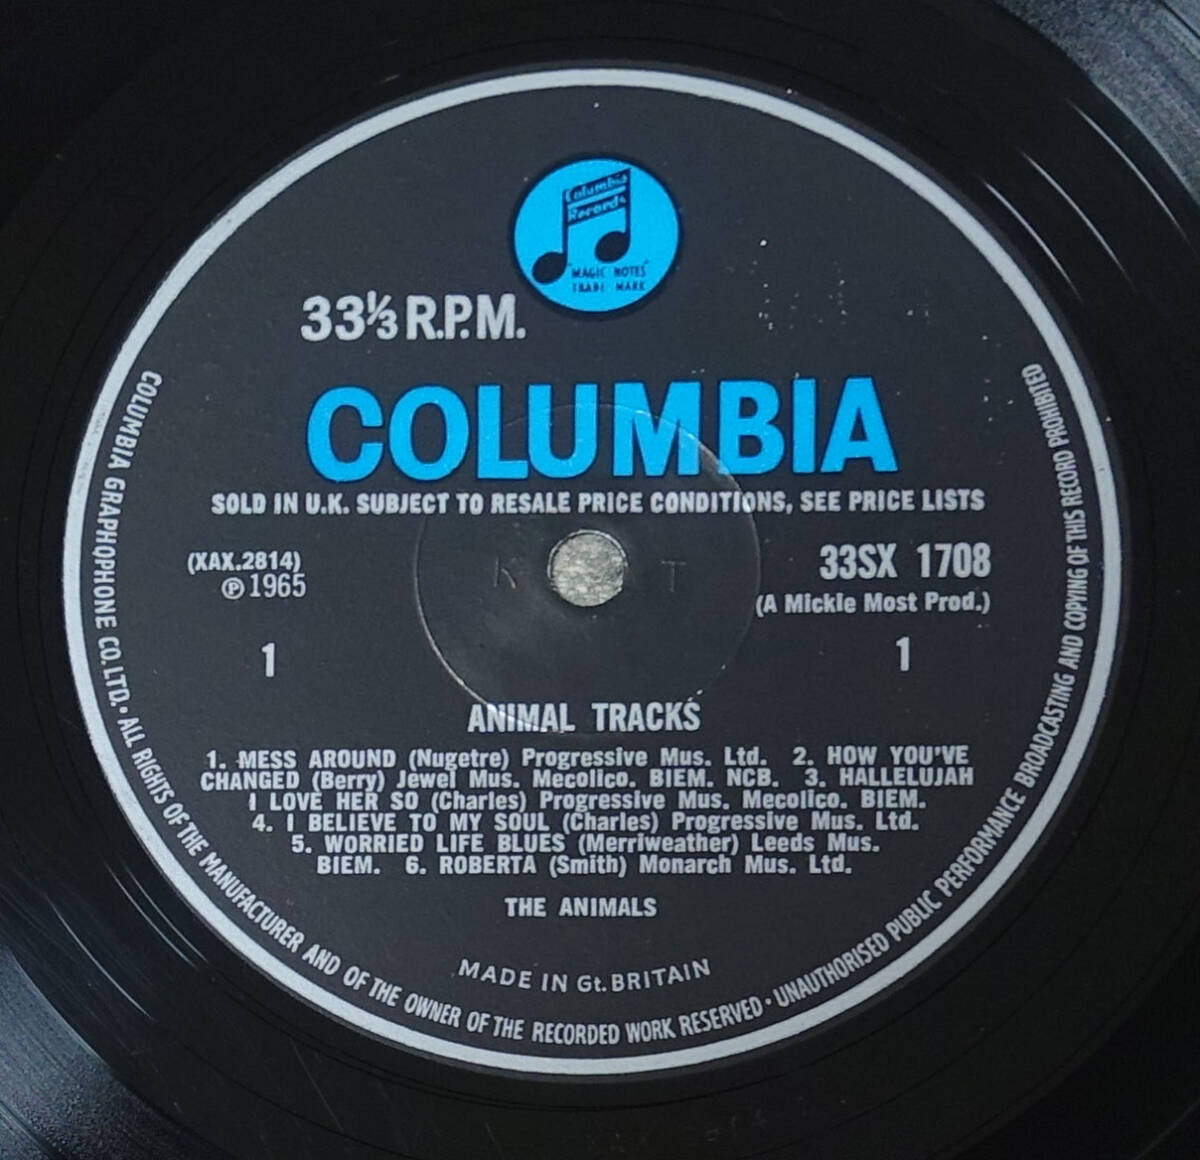 Columbia
Records
"MAGIC NOTES"
TRADE MARK
33⅓ R.P.M.
COLUMBIA
SOLD IN U.K. SUBJECT TO RESALE PRICE CONDITIONS, SEE PRICE LISTS
(XAX.2814)
℗ 1965
33SX 1708
(A Mickie Most Prod.)
1
1
K T
ANIMAL TRACKS
1. MESS AROUND (Nugetre) Progressive Mus. Ltd. 2. HOW YOU'VE
CHANGED (Berry) Jewel Mus. Mecolico. BIEM. NCB. 3. HALLELUJAH
I LOVE HER SO (Charles) Progressive Mus. Mecolico. BIEM.
4. I BELIEVE TO MY SOUL (Charles) Progressive Mus. Ltd.
5. WORRIED LIFE BLUES (Merriweather) Leeds Mus.
BIEM. 6. ROBERTA (Smith) Monarch Mus. Ltd.
THE ANIMALS
MADE IN Gt. BRITAIN
COLUMBIA GRAPHOPHONE CO. LTD. • ALL RIGHTS OF THE MANUFACTURER AND OF THE OWNER OF THE RECORDED WORK RESERVED • UNAUTHORISED PUBLIC PERFORMANCE BROADCASTING AND COPYING OF THIS RECORD PROHIBITED